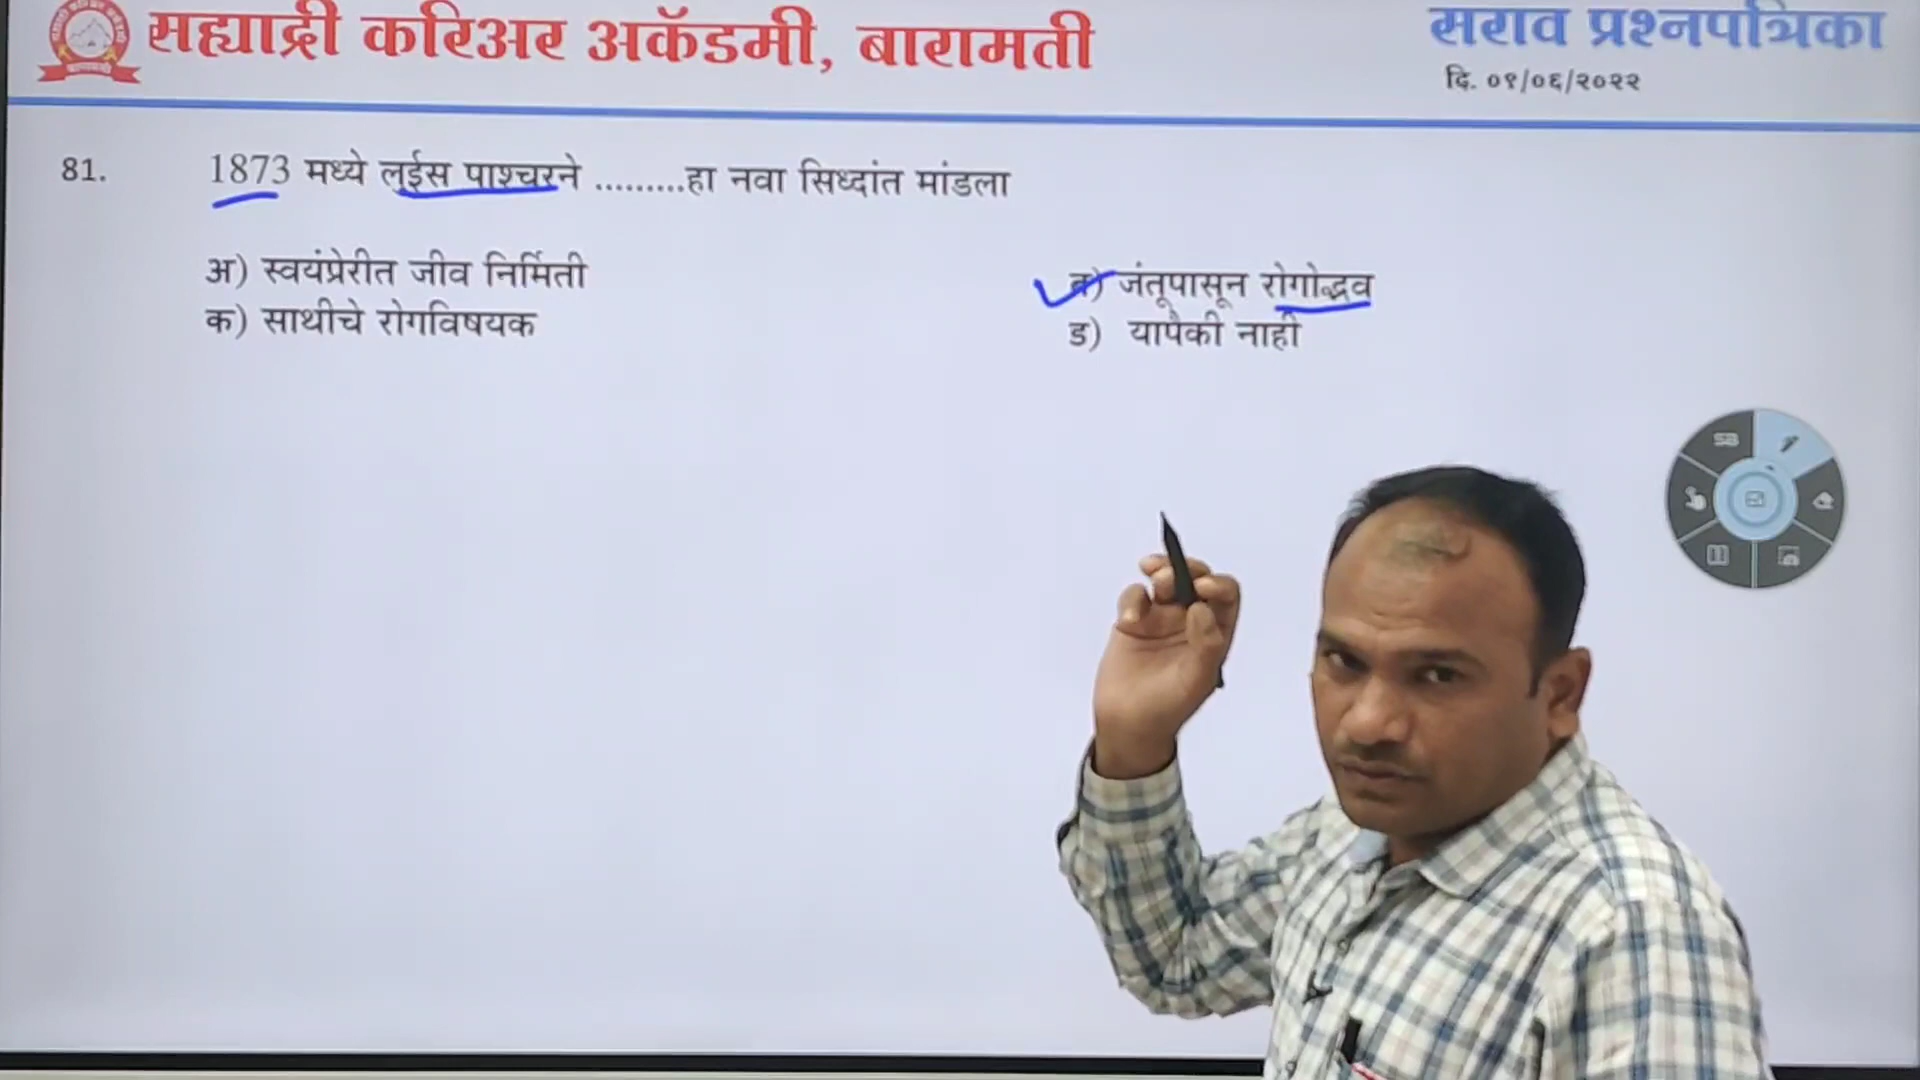 सह्याद्री करिअर अकॅडमी, बारामती
सराव प्रश्नपत्रिका
दि. ०९/०६/२०२२
81. 1873 मध्ये लुईस पाश्चरने .........हा नवा सिध्दांत मांडला
अ) स्वयंप्रेरीत जीव निर्मिती
ब) जंतूपासून रोगोद्भव
क) साथीचे रोगविषयक
ड) यापैकी नाही